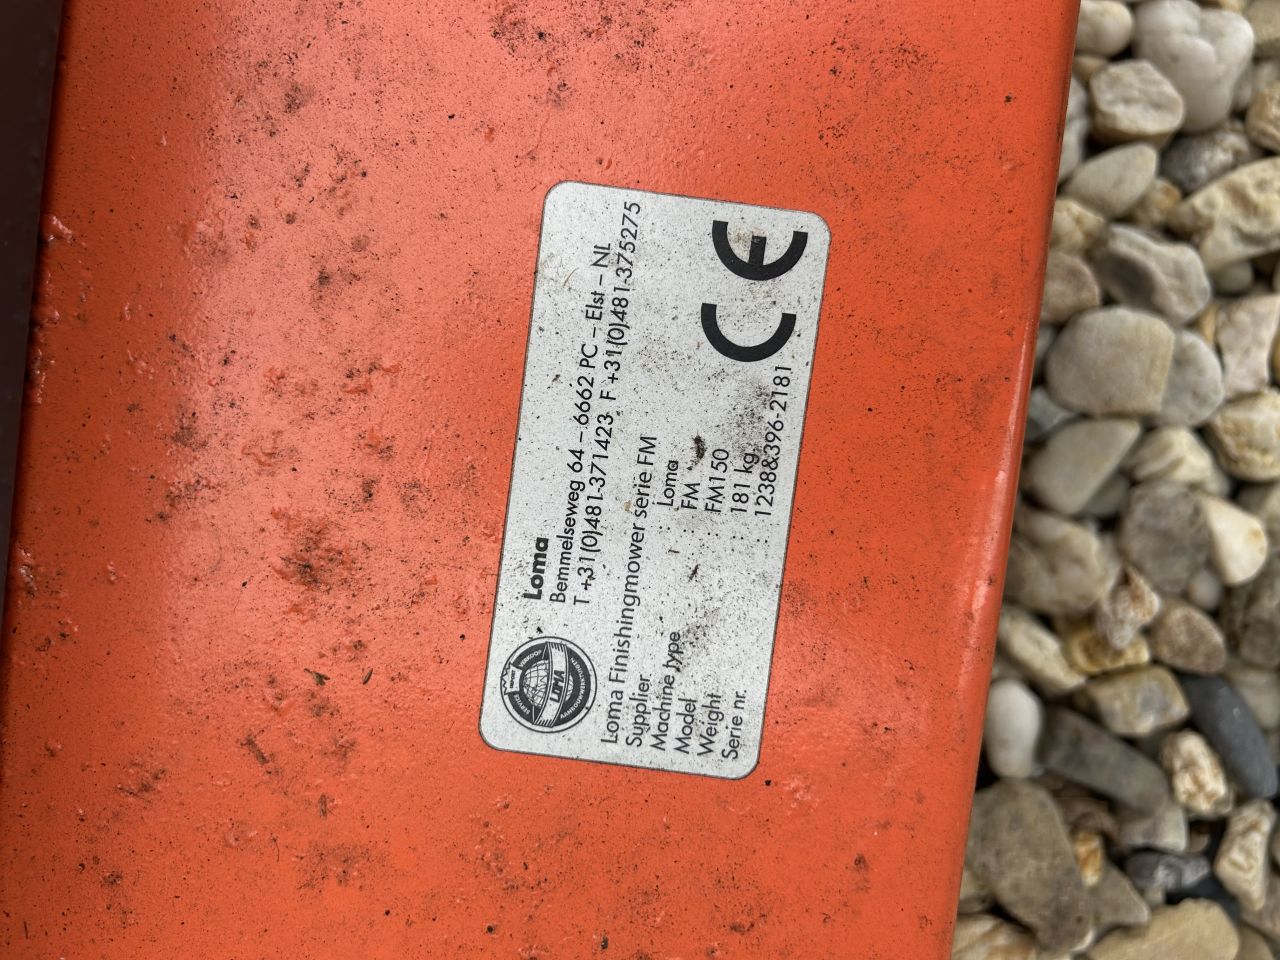 Loma
Bemmelseweg 64 – 6662 PC – Elst – NL
T +31(0)481-371423 F +31(0)481-375275
Loma Finishingmower serie FM
Supplier : Loma
Machine type : FM
Model : FM150
Weight : 181 kg
Serie nr. : 1238&396-2181
CE